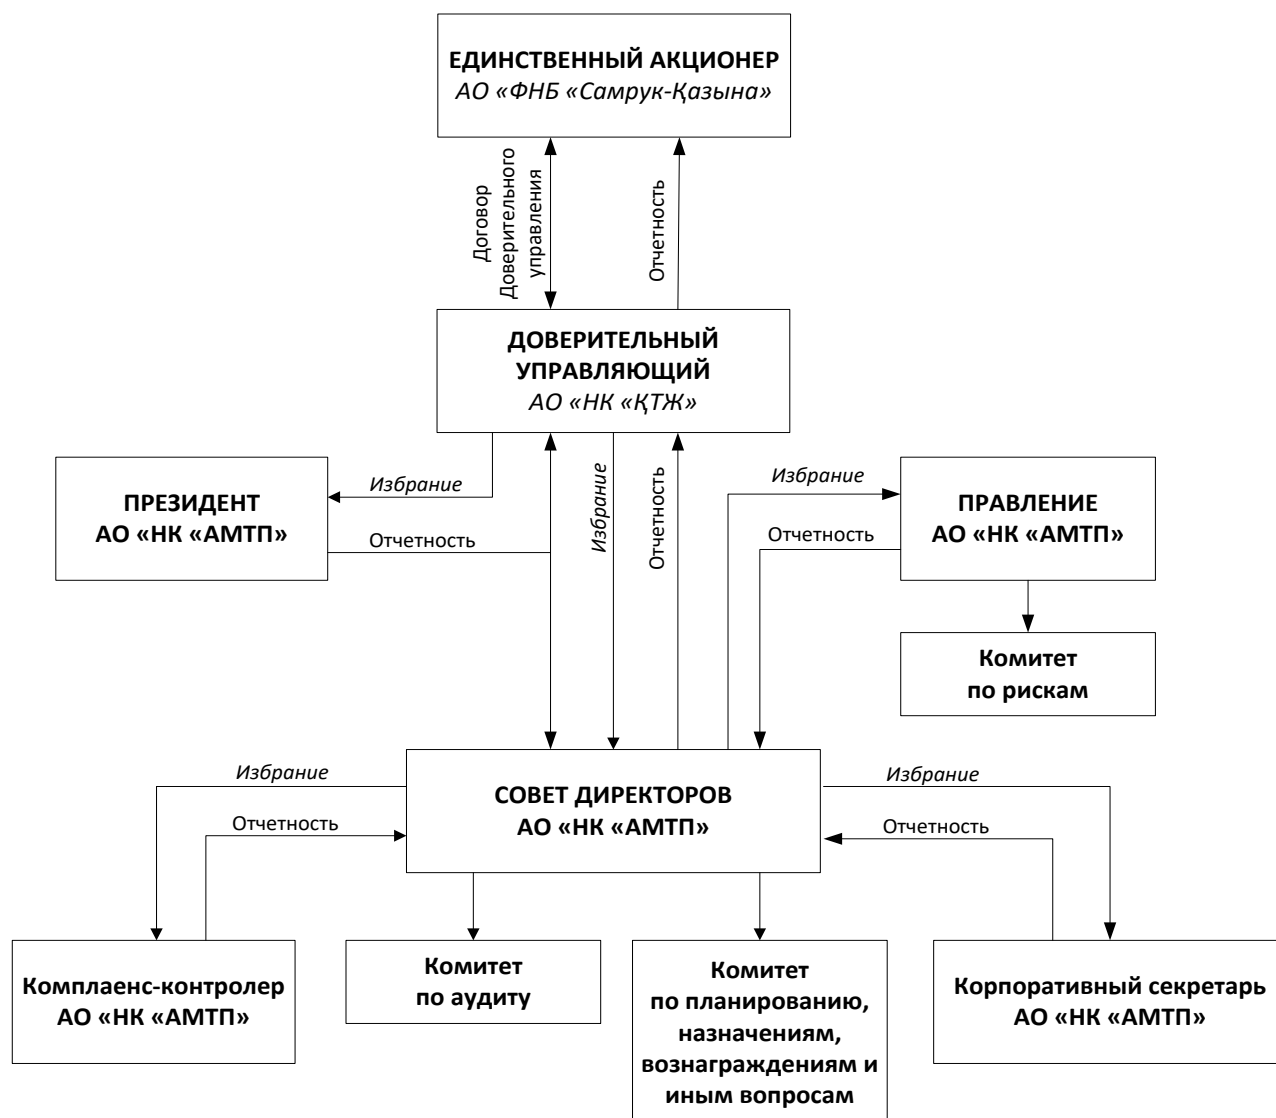 ЕДИНСТВЕННЫЙ АКЦИОНЕР
АО «ФНБ «Самрук-Қазына»
Договор
Доверительного
управления
Отчетность
ДОВЕРИТЕЛЬНЫЙ
УПРАВЛЯЮЩИЙ
АО «НК «ҚТЖ»
ПРЕЗИДЕНТ
АО «НК «АМТП»
Избрание
Отчетность
Избрание
Отчетность
Избрание
Отчетность
ПРАВЛЕНИЕ
АО «НК «АМТП»
Комитет
по рискам
СОВЕТ ДИРЕКТОРОВ
АО «НК «АМТП»
Избрание
Отчетность
Избрание
Отчетность
Комплаенс-контролер
АО «НК «АМТП»
Комитет
по аудиту
Комитет
по планированию,
назначениям,
вознаграждениям и
иным вопросам
Корпоративный секретарь
АО «НК «АМТП»